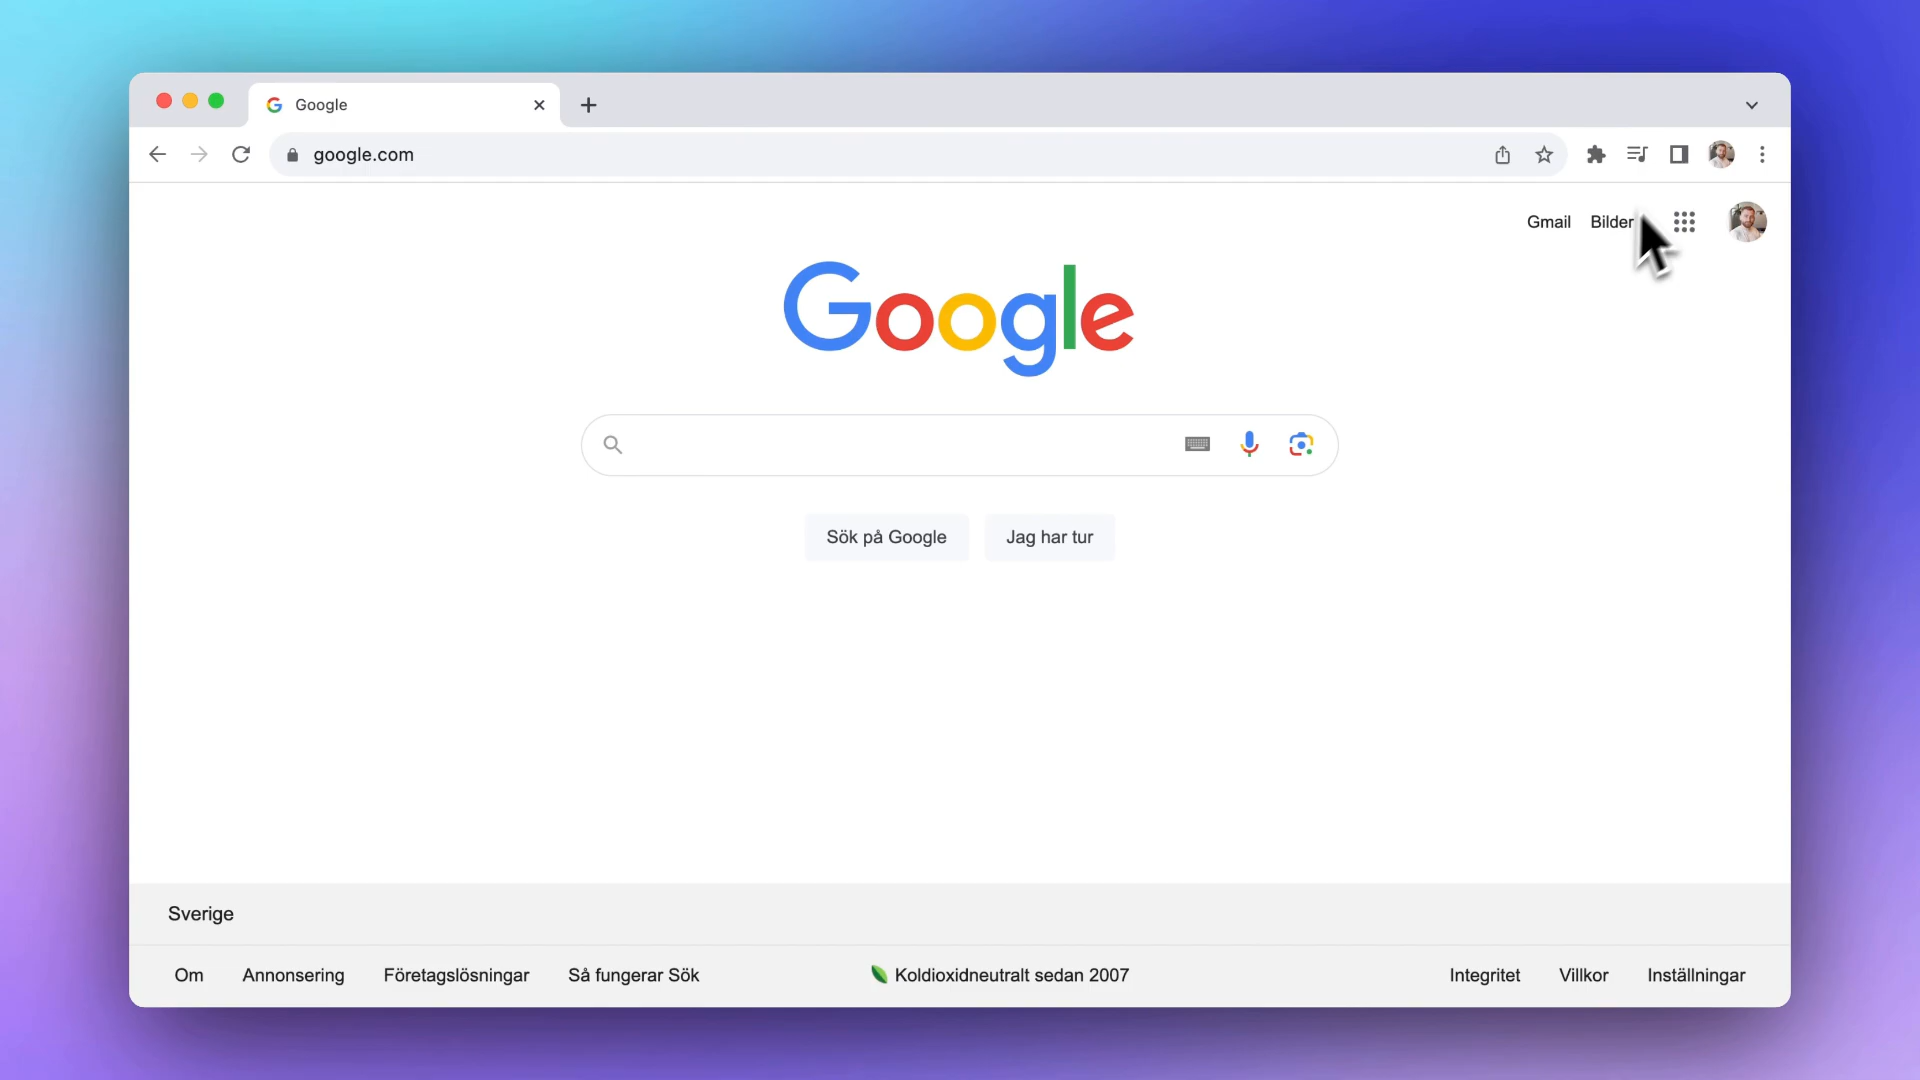 Google
google.com
Gmail Bilder
Google
Sök på Google Jag har tur
Sverige
Om Annonsering Företagslösningar Så fungerar Sök Koldioxidneutralt sedan 2007 Integritet Villkor Inställningar